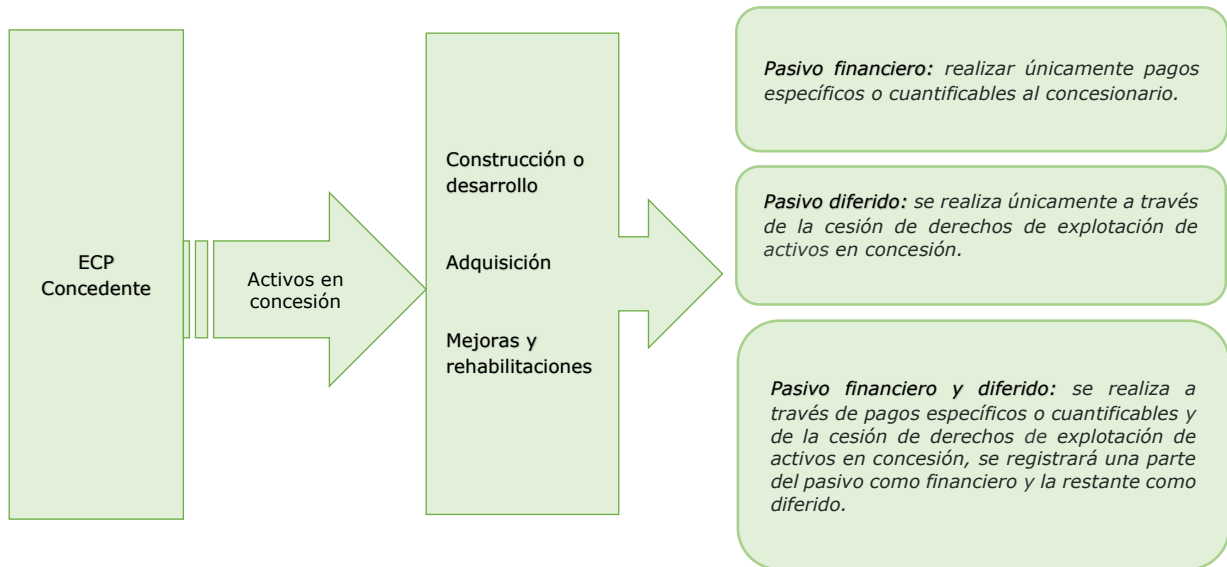 ECP
Concedente
Activos en
concesión
Construcción o
desarrollo
Adquisición
Mejoras y
rehabilitaciones
Pasivo financiero: realizar únicamente pagos
específicos o cuantificables al concesionario.
Pasivo diferido: se realiza únicamente a través
de la cesión de derechos de explotación de
activos en concesión.
Pasivo financiero y diferido: se realiza a
través de pagos específicos o cuantificables y
de la cesión de derechos de explotación de
activos en concesión, se registrará una parte
del pasivo como financiero y la restante como
diferido.